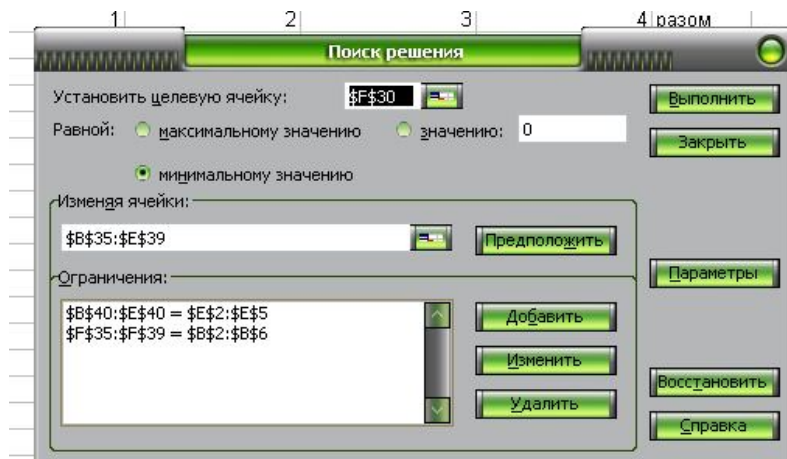 1 2 3 4 разом
Поиск решения
Установить целевую ячейку: $F$30
Выполнить
Равной: максимальному значению значению: 0
Закрыть
минимальному значению
Изменяя ячейки:
$B$35:$E$39
Предположить
Ограничения:
Параметры
$B$40:$E$40 = $E$2:$E$5
$F$35:$F$39 = $B$2:$B$6
Добавить
Изменить
Восстановить
Удалить
Справка